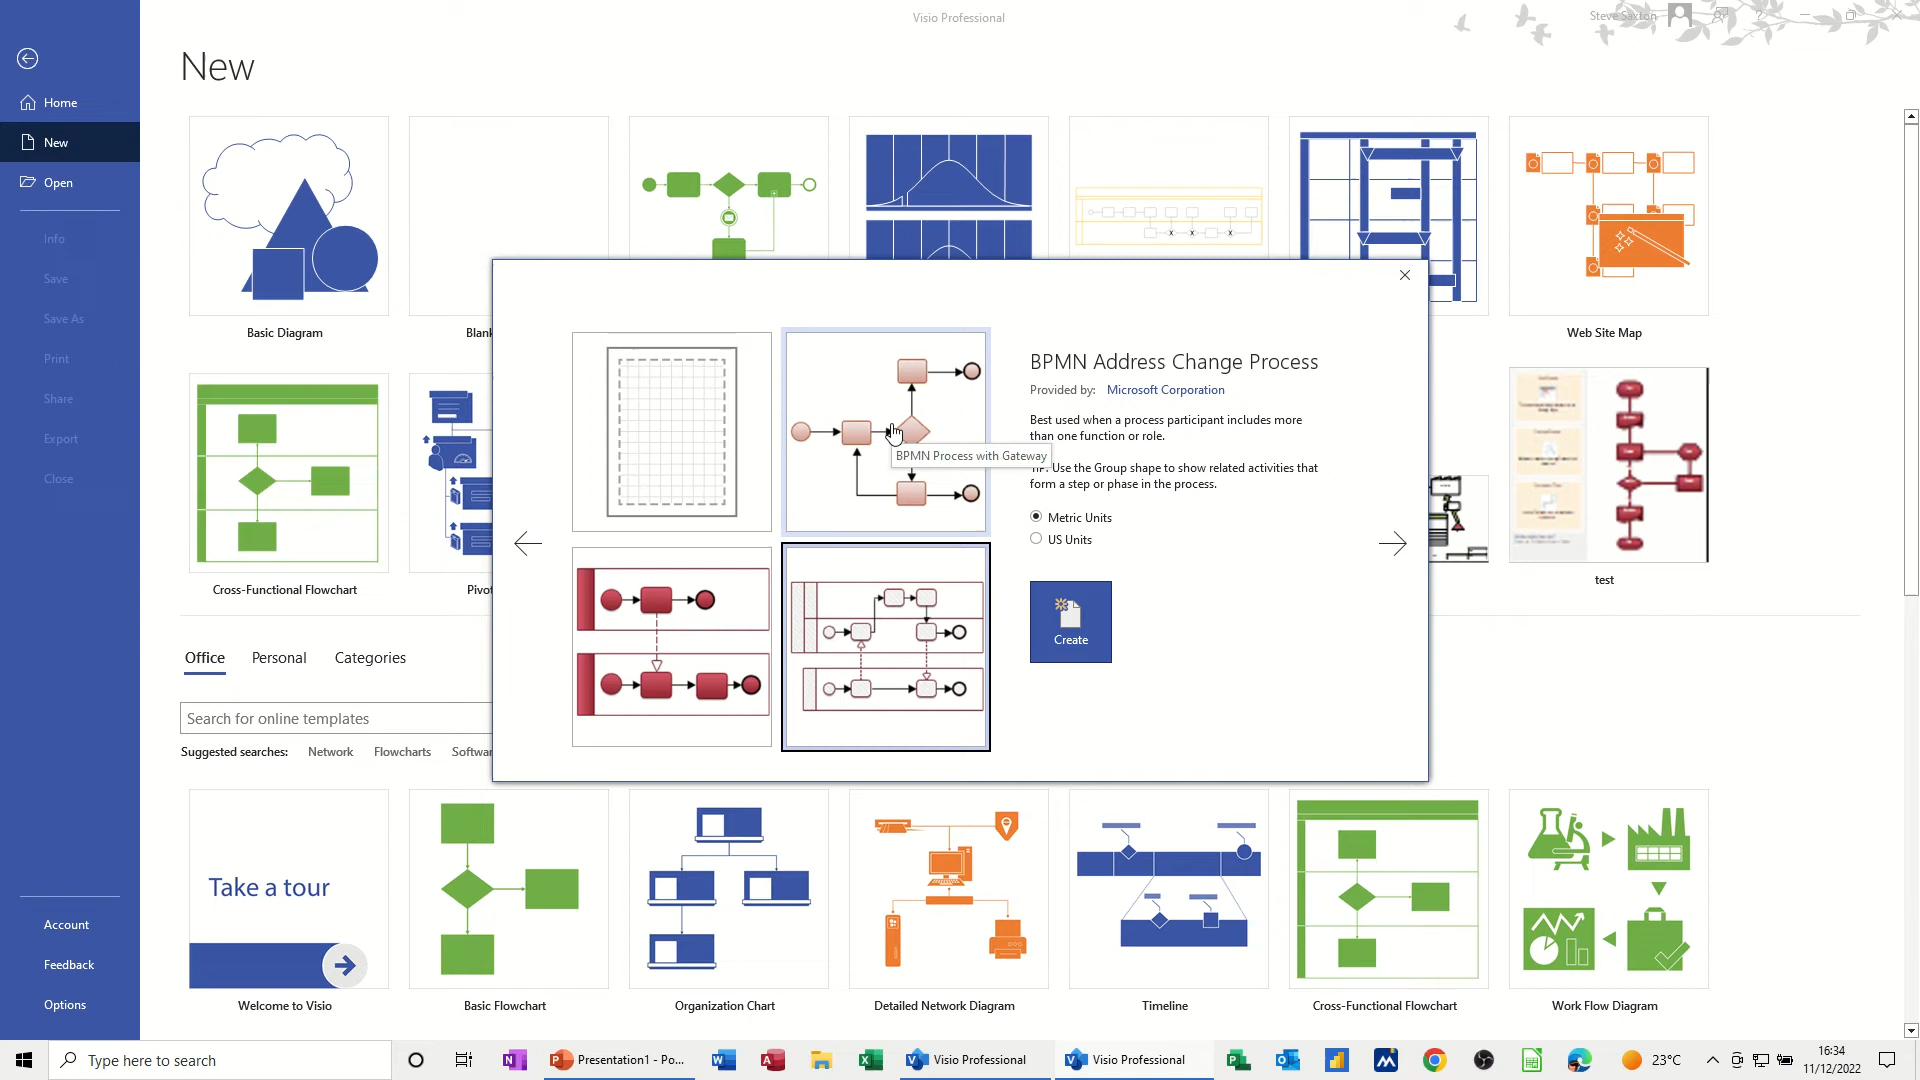 Visio Professional
Steve Saxton
New
Home
New
Open
Info
Save
Save As
Print
Share
Export
Close
Account
Feedback
Options
Basic Diagram
Blank
Web Site Map
Cross-Functional Flowchart
Pivot
test
BPMN Address Change Process
Provided by: Microsoft Corporation
Best used when a process participant includes more
than one function or role.
BPMN Process with Gateway
Use the Group shape to show related activities that
form a step or phase in the process.
Metric Units
US Units
Create
Office Personal Categories
Search for online templates
Suggested searches: Network Flowcharts Softwar
Take a tour
Welcome to Visio
Basic Flowchart
Organization Chart
Detailed Network Diagram
Timeline
Cross-Functional Flowchart
Work Flow Diagram
Type here to search
Presentation1 - Po...
Visio Professional
Visio Professional
23°C
16:34
11/12/2022